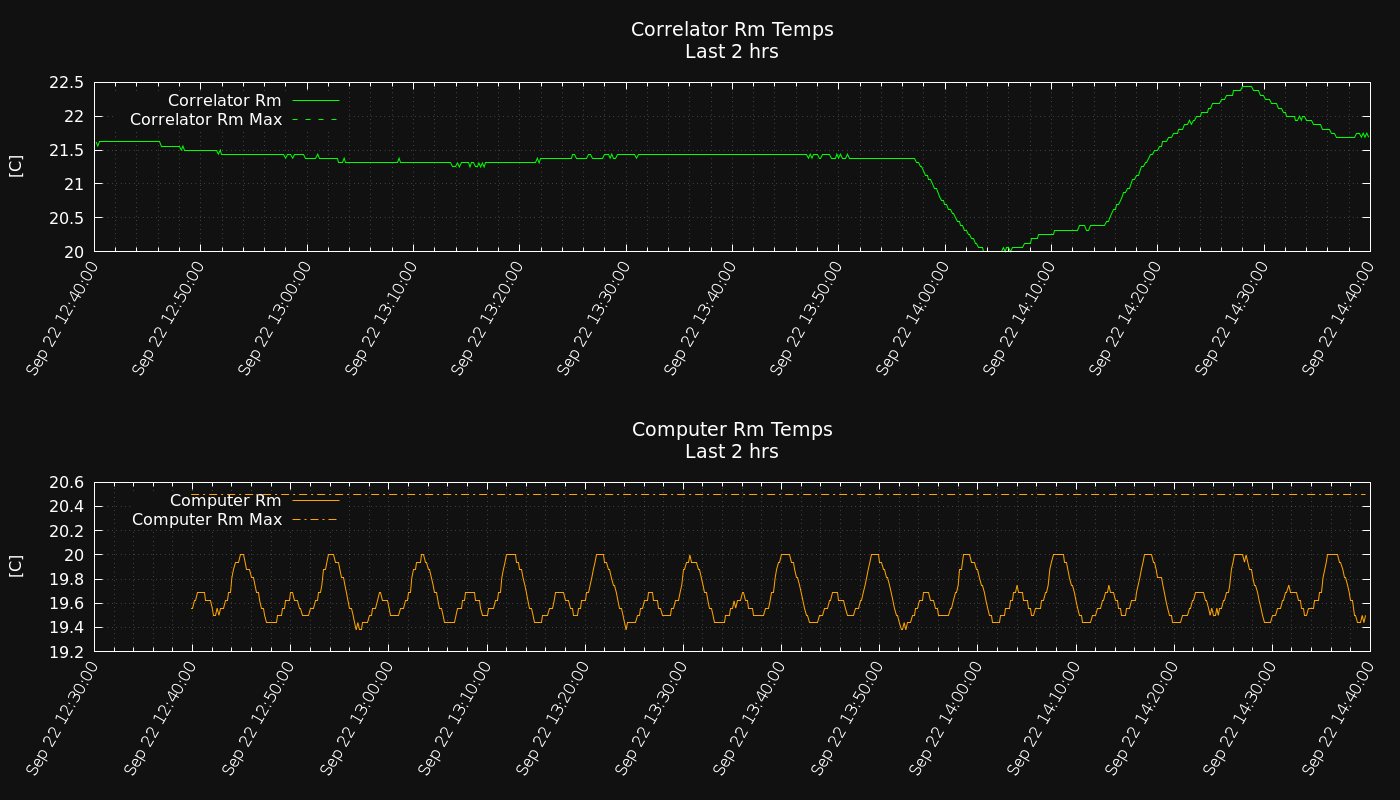 Correlator Rm Temps
Last 2 hrs
22.5
22
21.5
21
20.5
20
[C]
Correlator Rm
Correlator Rm Max
Sep 22 12:40:00
Sep 22 12:50:00
Sep 22 13:00:00
Sep 22 13:10:00
Sep 22 13:20:00
Sep 22 13:30:00
Sep 22 13:40:00
Sep 22 13:50:00
Sep 22 14:00:00
Sep 22 14:10:00
Sep 22 14:20:00
Sep 22 14:30:00
Sep 22 14:40:00
Computer Rm Temps
Last 2 hrs
20.6
20.4
20.2
20
19.8
19.6
19.4
19.2
[C]
Computer Rm
Computer Rm Max
Sep 22 12:30:00
Sep 22 12:40:00
Sep 22 12:50:00
Sep 22 13:00:00
Sep 22 13:10:00
Sep 22 13:20:00
Sep 22 13:30:00
Sep 22 13:40:00
Sep 22 13:50:00
Sep 22 14:00:00
Sep 22 14:10:00
Sep 22 14:20:00
Sep 22 14:30:00
Sep 22 14:40:00